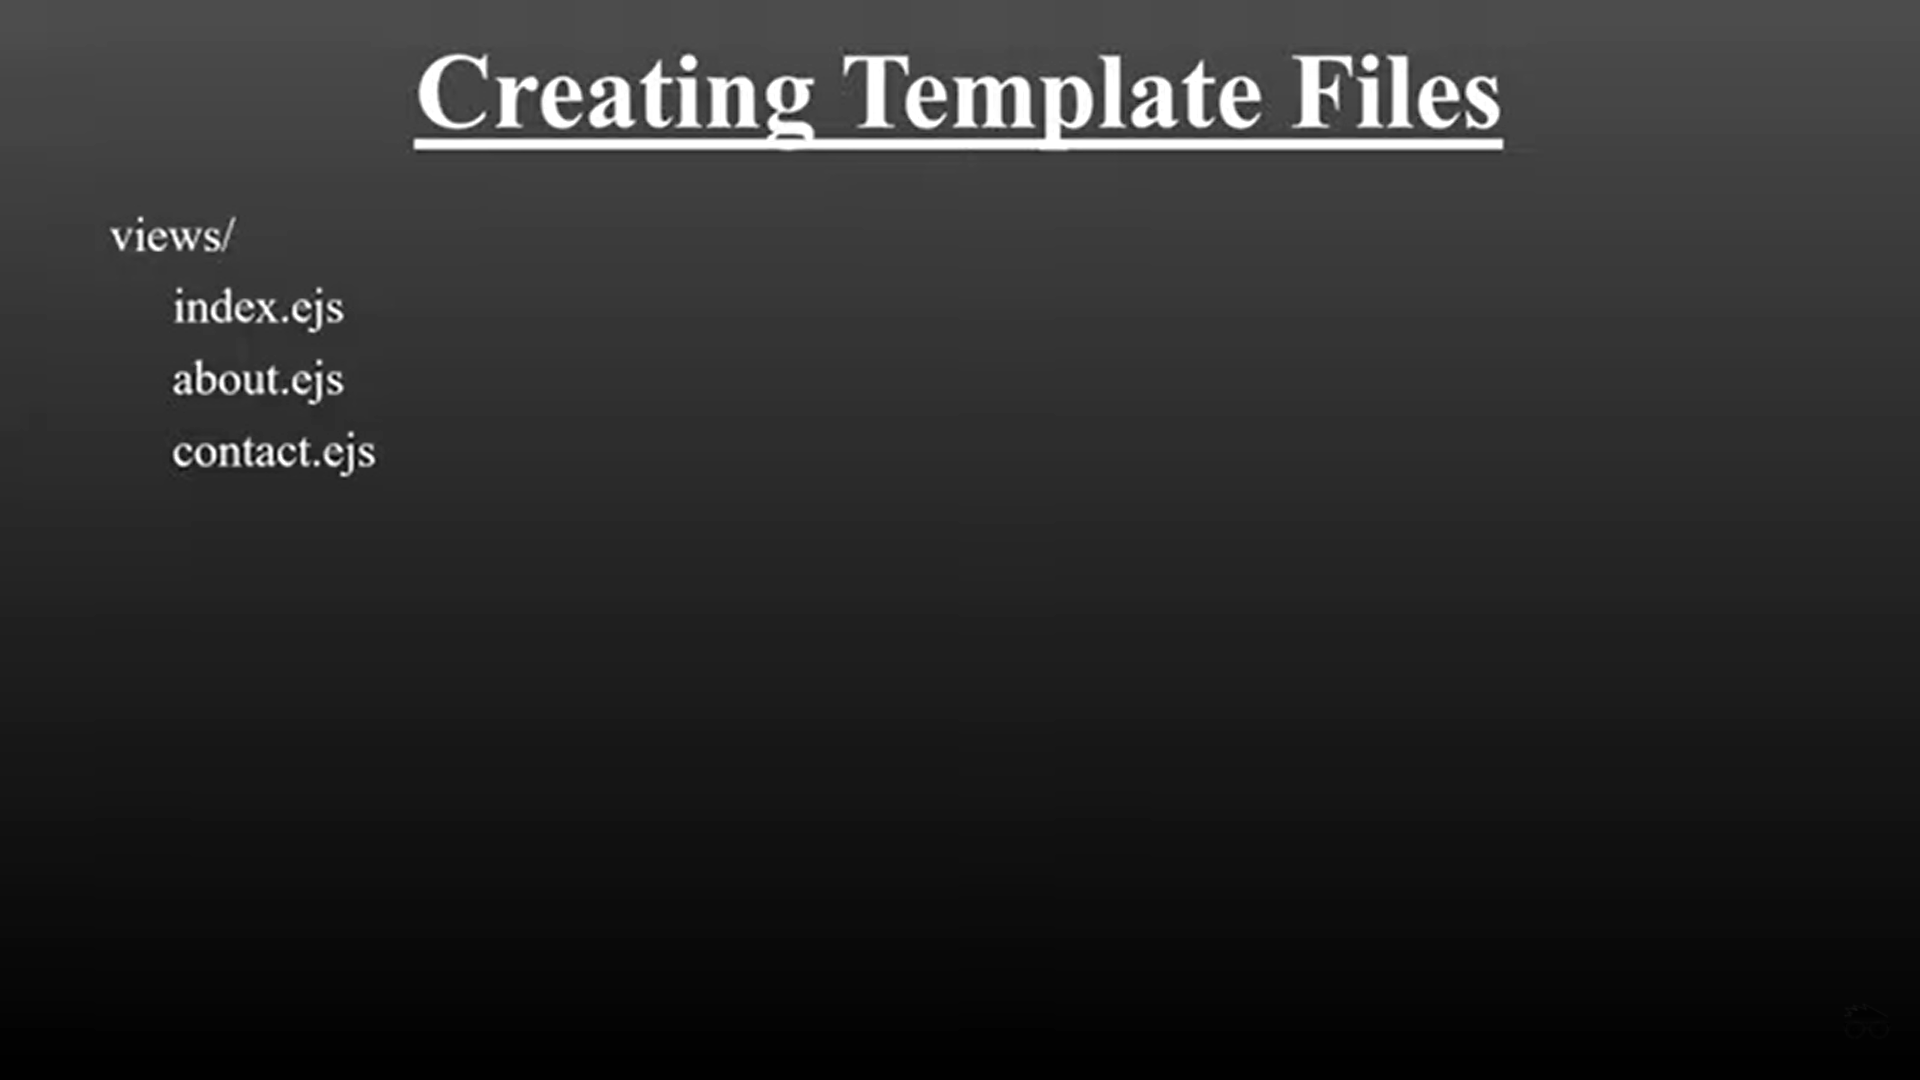 Creating Template Files
views/
index.ejs
about.ejs
contact.ejs